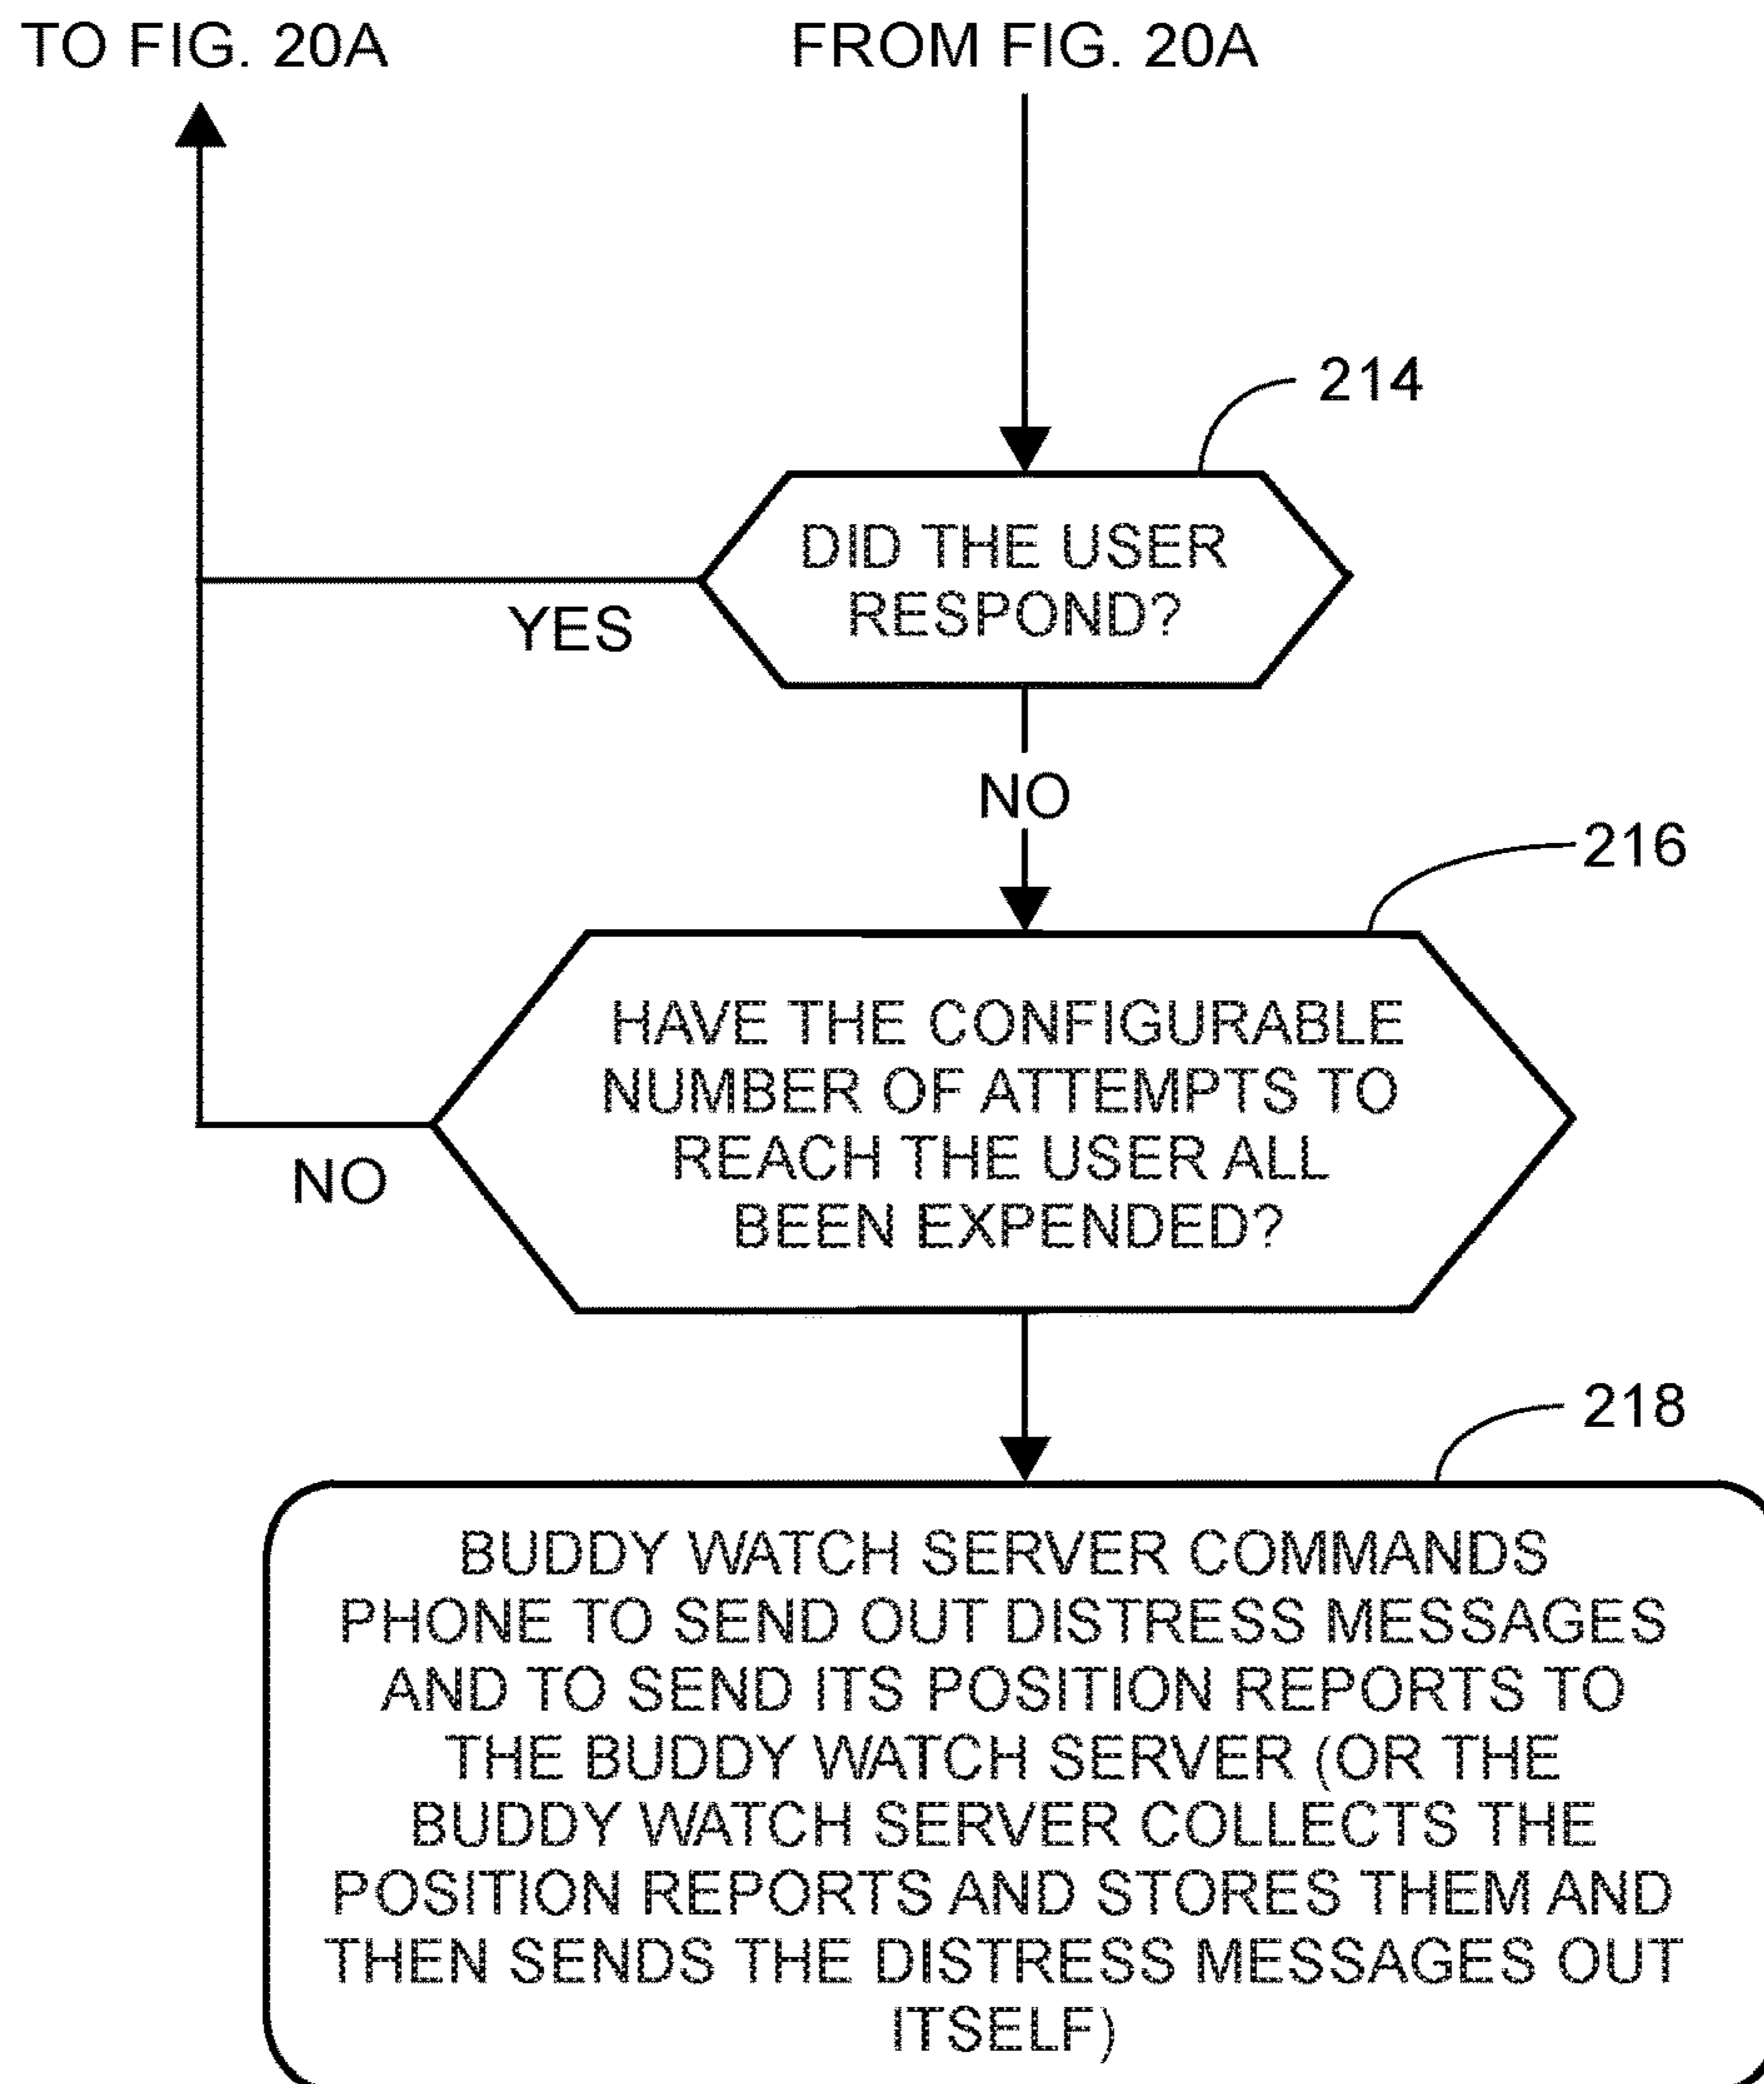 TO FIG. 20A
FROM FIG. 20A
214
DID THE USER
RESPOND?
YES
NO
216
HAVE THE CONFIGURABLE
NUMBER OF ATTEMPTS TO
REACH THE USER ALL
BEEN EXPENDED?
NO
218
BUDDY WATCH SERVER COMMANDS
PHONE TO SEND OUT DISTRESS MESSAGES
AND TO SEND ITS POSITION REPORTS TO
THE BUDDY WATCH SERVER (OR THE
BUDDY WATCH SERVER COLLECTS THE
POSITION REPORTS AND STORES THEM AND
THEN SENDS THE DISTRESS MESSAGES OUT
ITSELF)